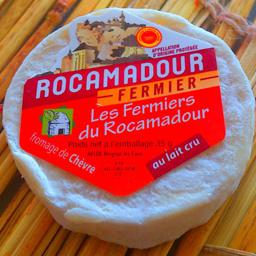 APPELLATION
D'ORIGINE PROTÉGÉE
ROCAMADOUR
FERMIER
Les Fermiers
du Rocamadour
Poids net à l'emballage 35 g
fromage de Chèvre
au lait cru